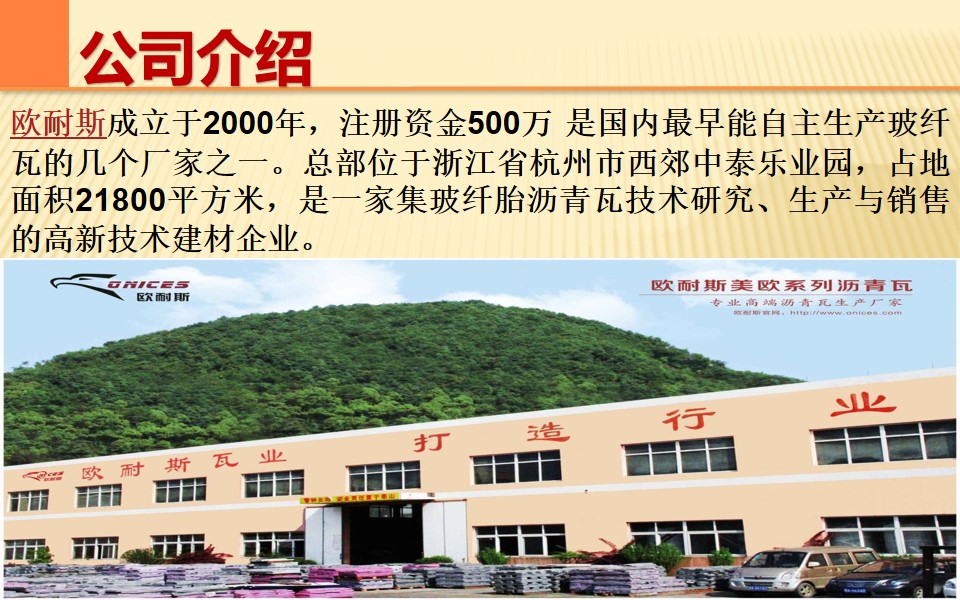 公司介绍
欧耐斯成立于2000年，注册资金500万 是国内最早能自主生产玻纤
瓦的几个厂家之一。总部位于浙江省杭州市西郊中泰乐业园，占地
面积21800平方米，是一家集玻纤胎沥青瓦技术研究、生产与销售
的高新技术建材企业。
ONICES
欧耐斯
欧耐斯美欧系列沥青瓦
专业高端沥青瓦生产厂家
欧耐斯官网：http://www.onices.com
欧耐斯瓦业
打造行业